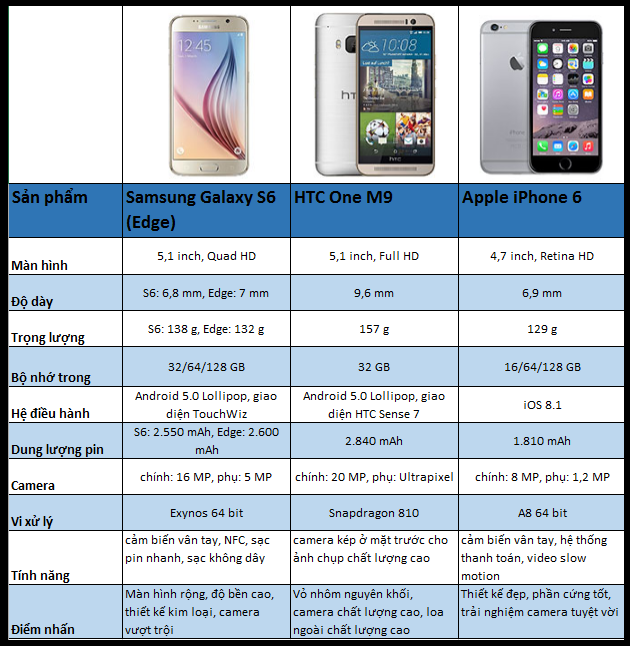 12:45
10:08
htc
hTC
iPhone
Sản phẩm
Samsung Galaxy S6
(Edge)
HTC One M9
Apple iPhone 6
Màn hình
5,1 inch, Quad HD
5,1 inch, Full HD
4,7 inch, Retina HD
Độ dày
S6: 6,8 mm, Edge: 7 mm
9,6 mm
6,9 mm
Trọng lượng
S6: 138 g, Edge: 132 g
157 g
129 g
Bộ nhớ trong
32/64/128 GB
32 GB
16/64/128 GB
Hệ điều hành
Android 5.0 Lollipop, giao
diện TouchWiz
Android 5.0 Lollipop, giao
diện HTC Sense 7
iOS 8.1
Dung lượng pin
S6: 2.550 mAh, Edge: 2.600
mAh
2.840 mAh
1.810 mAh
Camera
chính: 16 MP, phụ: 5 MP
chính: 20 MP, phụ: Ultrapixel
chính: 8 MP, phụ: 1,2 MP
Vi xử lý
Exynos 64 bit
Snapdragon 810
A8 64 bit
Tính năng
cảm biến vân tay, NFC, sạc
pin nhanh, sạc không dây
camera kép ở mặt trước cho
ảnh chụp chất lượng cao
cảm biến vân tay, hệ thống
thanh toán, video slow
motion
Điểm nhấn
Màn hình rộng, độ bền cao,
thiết kế kim loại, camera
vượt trội
Vỏ nhôm nguyên khối,
camera chất lượng cao, loa
ngoài chất lượng cao
Thiết kế đẹp, phần cứng tốt,
trải nghiệm camera tuyệt vời